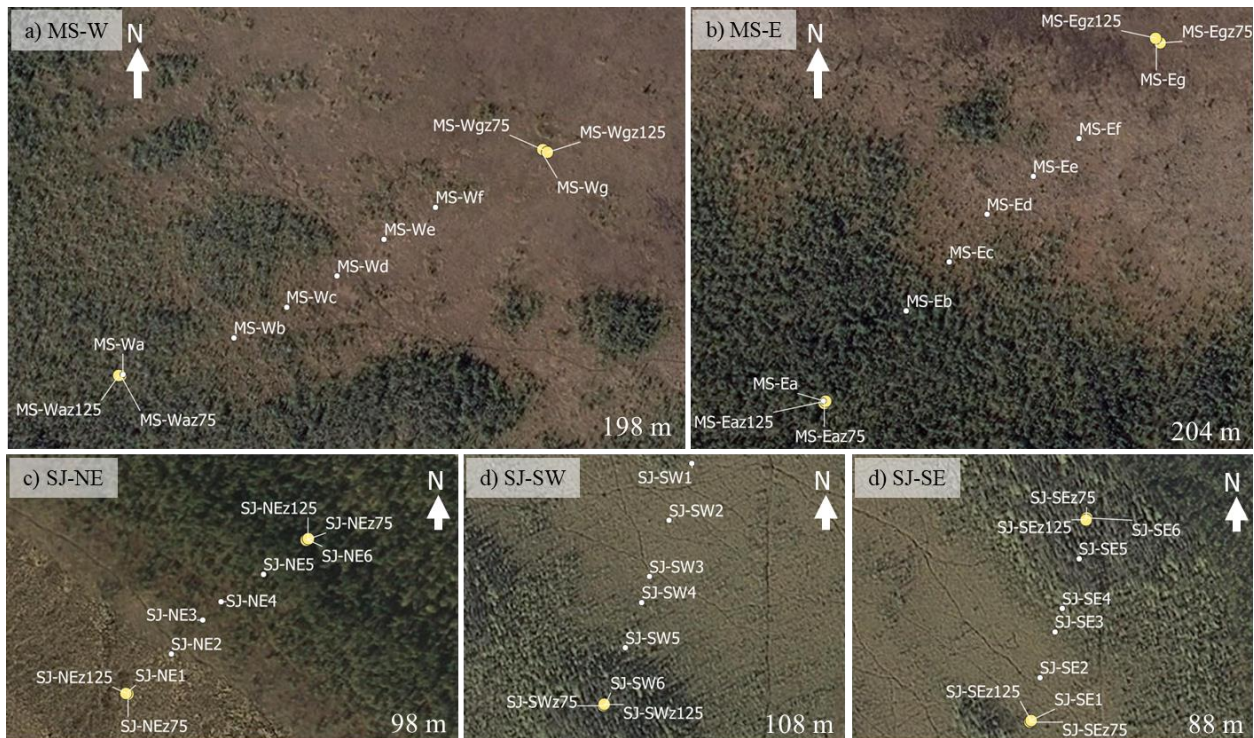 a) MS-W
N
MS-Wgz75
MS-Wgz125
MS-Wg
MS-Wf
MS-We
MS-Wd
MS-Wc
MS-Wb
MS-Wa
MS-Waz125
MS-Waz75
198 m
b) MS-E
N
MS-Egz125
MS-Egz75
MS-Eg
MS-Ef
MS-Ee
MS-Ed
MS-Ec
MS-Eb
MS-Ea
MS-Eaz125
MS-Eaz75
204 m
c) SJ-NE
N
SJ-NEz125
SJ-NEz75
SJ-NE6
SJ-NE5
SJ-NE4
SJ-NE3
SJ-NE2
SJ-NEz125
SJ-NE1
SJ-NEz75
98 m
d) SJ-SW
N
SJ-SW1
SJ-SW2
SJ-SW3
SJ-SW4
SJ-SW5
SJ-SW6
SJ-SWz75
SJ-SWz125
108 m
d) SJ-SE
N
SJ-SEz75
SJ-SEz125
SJ-SE6
SJ-SE5
SJ-SE4
SJ-SE3
SJ-SE2
SJ-SEz125
SJ-SE1
SJ-SEz75
88 m